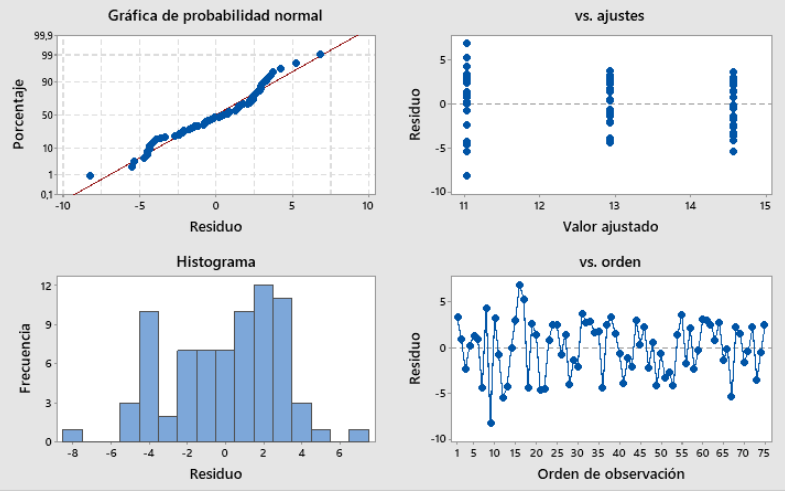 Gráfica de probabilidad normal
99,9
99
90
50
10
1
0,1
Porcentaje
-10 -5 0 5 10
Residuo
vs. ajustes
5
0
-5
-10
Residuo
11 12 13 14 15
Valor ajustado
Histograma
12
9
6
3
0
Frecuencia
-8 -6 -4 -2 0 2 4 6
Residuo
vs. orden
5
0
-5
-10
Residuo
1 5 10 15 20 25 30 35 40 45 50 55 60 65 70 75
Orden de observación